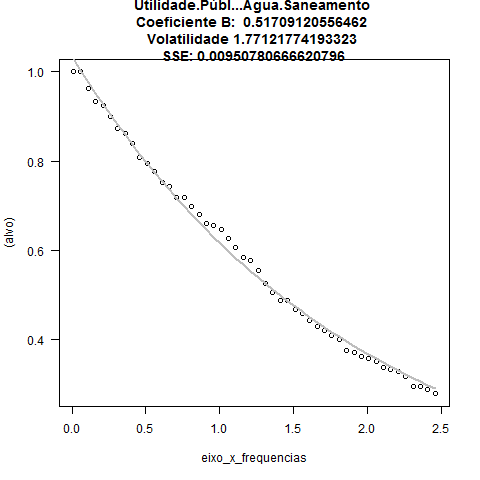 Utilidade.Públ...Água.Saneamento
Coeficiente B:  0.51709120556462
Volatilidade 1.77121774193323
SSE: 0.00950780666620796
1.0
0.8
0.6
0.4
(alvo)
0.0 0.5 1.0 1.5 2.0 2.5
eixo_x_frequencias